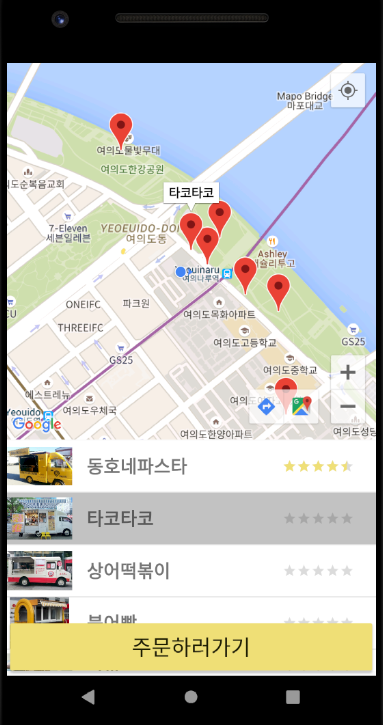 Mapo Bridge
마포대교
여의도물빛무대
여의도한강공원
여의도순복음교회
타코타코
7-Eleven
세븐일레븐
YEOEUIDO-DO
여의도동
Ashley
애슐리투고
여의나루역
ONEIFC
파크원
THREEIFC
여의도목화아파트
여의도고등학교
GS25
GS25
여의도중학교
에스트레뉴
여의도우체국
Yeoui
Google
여의도한양아파트
여의도성당
동호네파스타
타코타코
상어떡볶이
붕어빵
주문하러가기